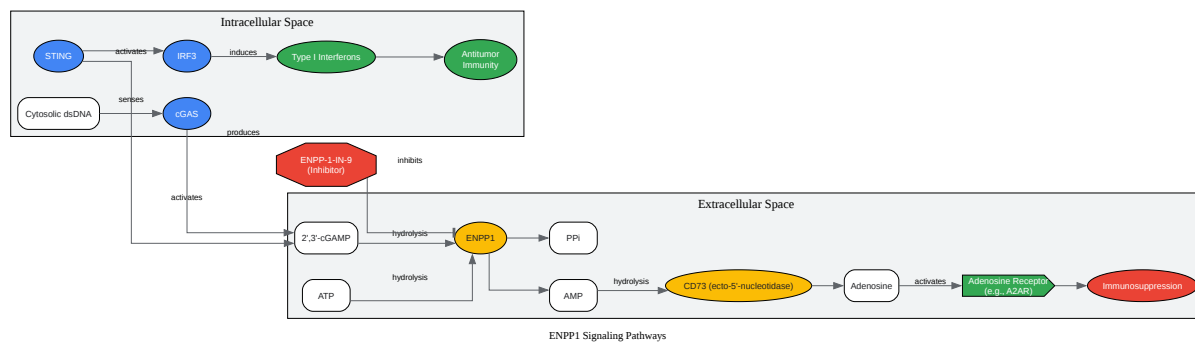 Intracellular Space
STING
activates
IRF3
induces
Type I Interferons
Antitumor
Immunity
senses
Cytosolic dsDNA
cGAS
produces
ENPP-1-IN-9
(Inhibitor)
inhibits
activates
Extracellular Space
2',3'-cGAMP
hydrolysis
ENPP1
PPi
hydrolysis
ATP
AMP
hydrolysis
CD73 (ecto-5'-nucleotidase)
Adenosine
activates
Adenosine Receptor
(e.g., A2AR)
Immunosuppression
ENPP1 Signaling Pathways